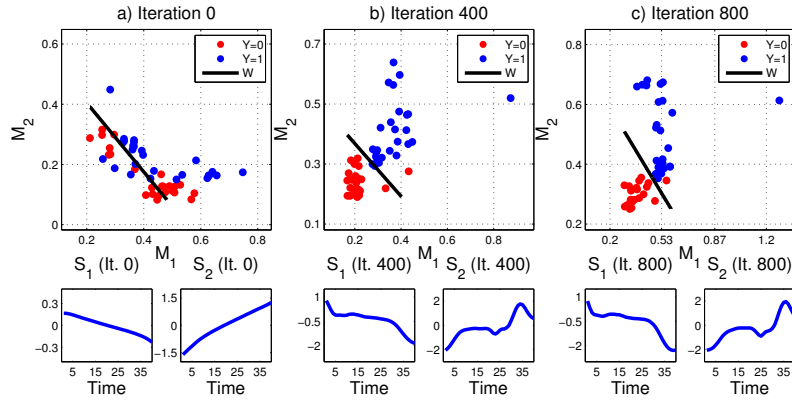 a) Iteration 0
b) Iteration 400
c) Iteration 800
0.6
0.4
0.2
0
M2
0.2 0.4 0.6 0.8
M1
Y=0
Y=1
W
0.7
0.5
0.3
0.1
M2
0 0.2 0.4 0.6 0.8 1
M1
Y=0
Y=1
W
0.8
0.6
0.4
0.2
M2
0.2 0.53 0.87 1.2
M1
Y=0
Y=1
W
S1 (It. 0)
0.3
0
−0.3
5 15 25 35
Time
S2 (It. 0)
1.5
0
−1.5
5 15 25 35
Time
S1 (It. 400)
1
−0.5
−2
5 15 25 35
Time
S2 (It. 400)
2
0
−2
5 15 25 35
Time
S1 (It. 800)
1
−0.5
−2
5 15 25 35
Time
S2 (It. 800)
2
0
−2
5 15 25 35
Time